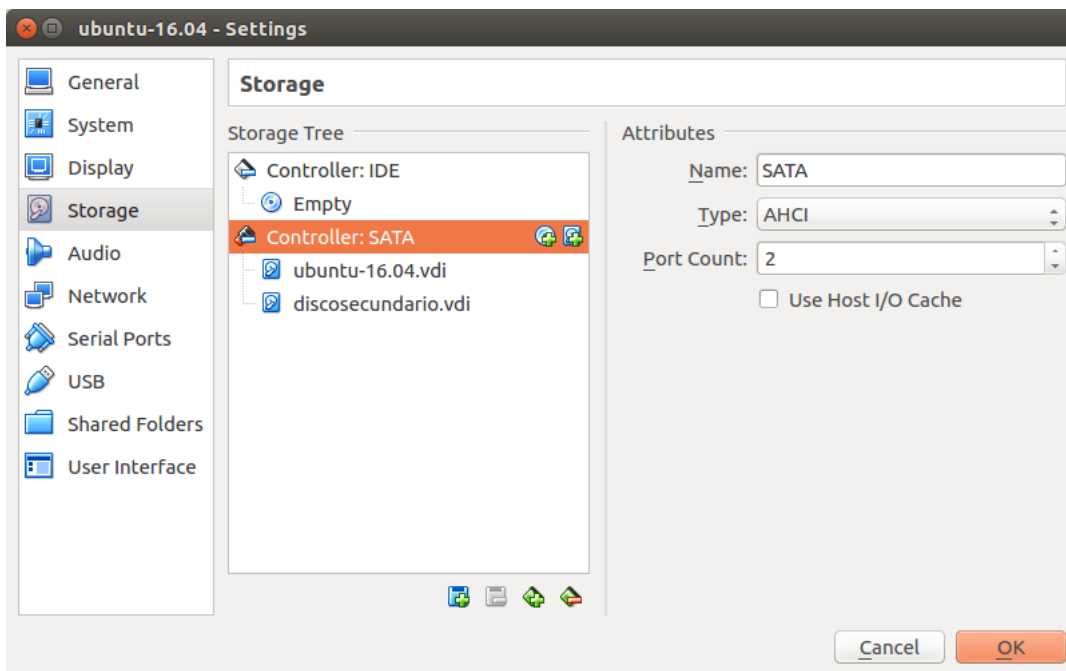 ubuntu-16.04 - Settings
General
System
Display
Storage
Audio
Network
Serial Ports
USB
Shared Folders
User Interface
Storage
Storage Tree
Controller: IDE
Empty
Controller: SATA
ubuntu-16.04.vdi
discosecundario.vdi
Attributes
Name: SATA
Type: AHCI
Port Count: 2
Use Host I/O Cache
Cancel
OK